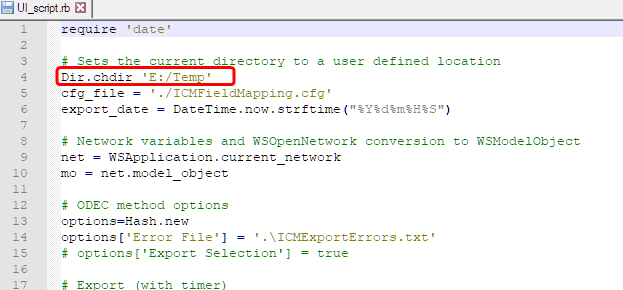 UI_script.rb
1 require 'date'
2
3 # Sets the current directory to a user defined location
4 Dir.chdir 'E:/Temp'
5 cfg_file = './ICMFieldMapping.cfg'
6 export_date = DateTime.now.strftime("%Y%d%m%H%S")
7
8 # Network variables and WSOpenNetwork conversion to WSModelObject
9 net = WSApplication.current_network
10 mo = net.model_object
11
12 # ODEC method options
13 options=Hash.new
14 options['Error File'] = '.\ICMExportErrors.txt'
15 # options['Export Selection'] = true
16
17 # Export (with timer)